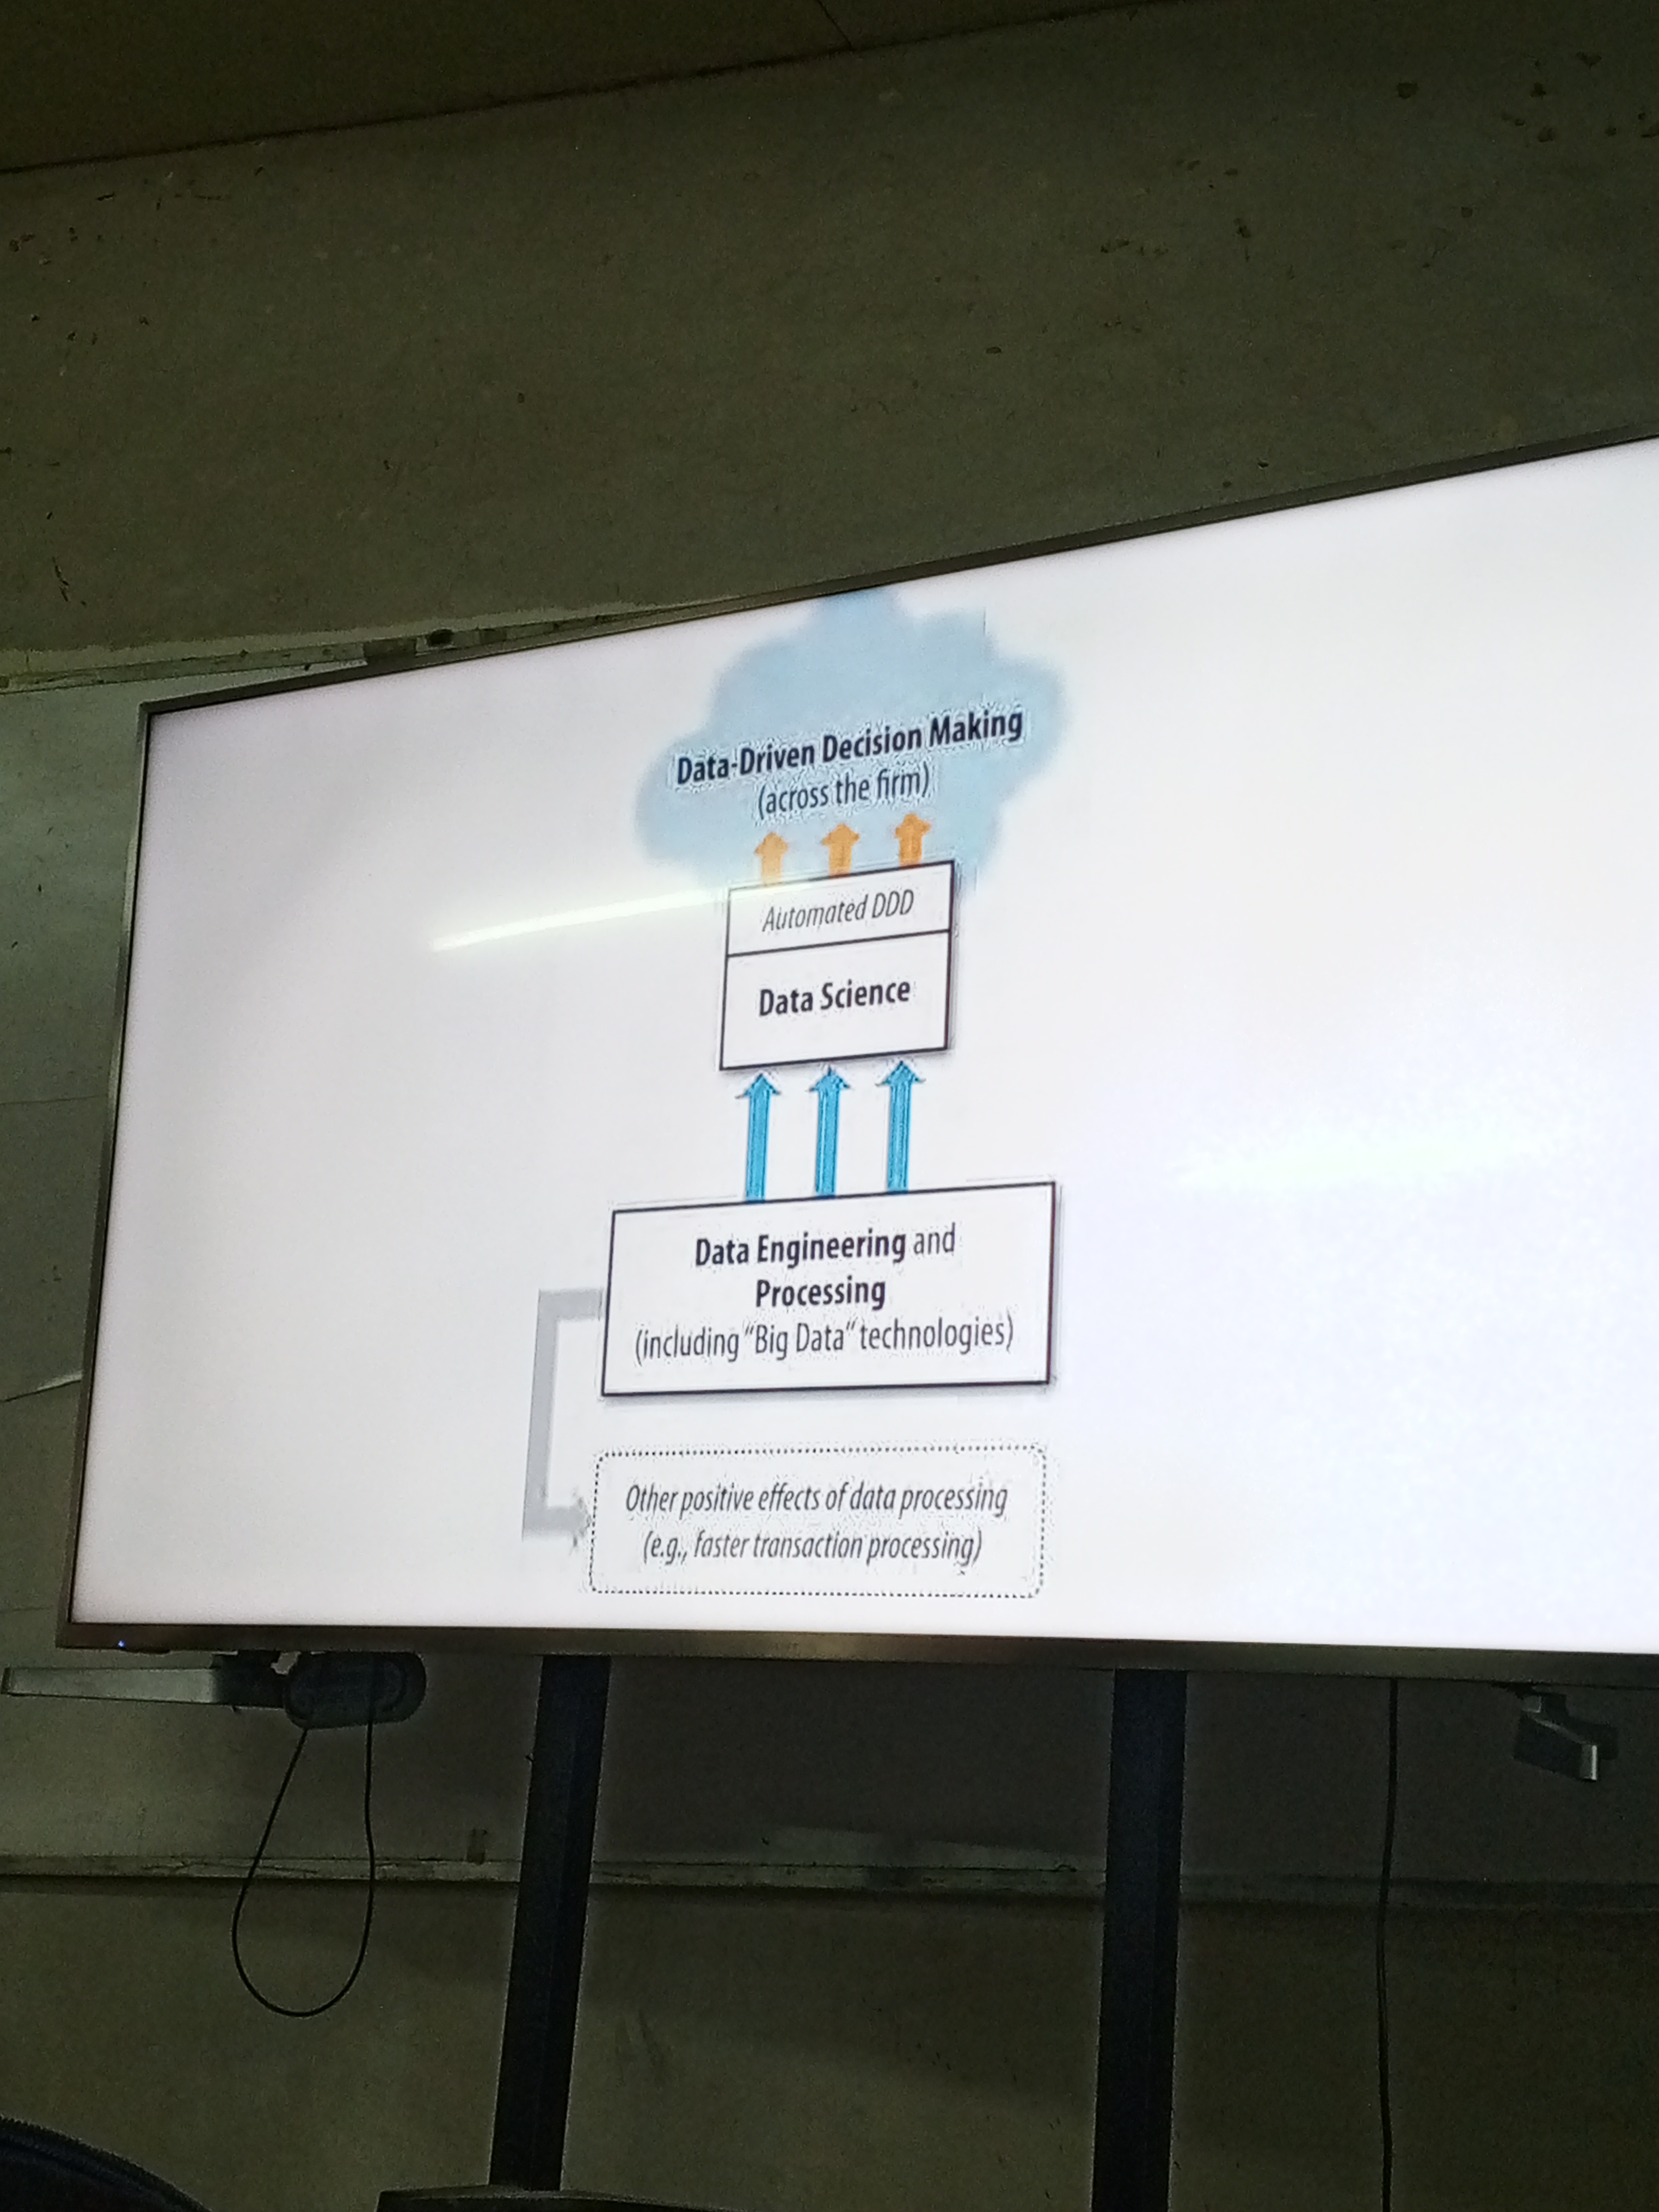 Data-Driven Decision Making
(across the firm)
Automated DDD
Data Science
Data Engineering and
Processing
(including "Big Data" technologies)
Other positive effects of data processing
(e.g., faster transaction processing)